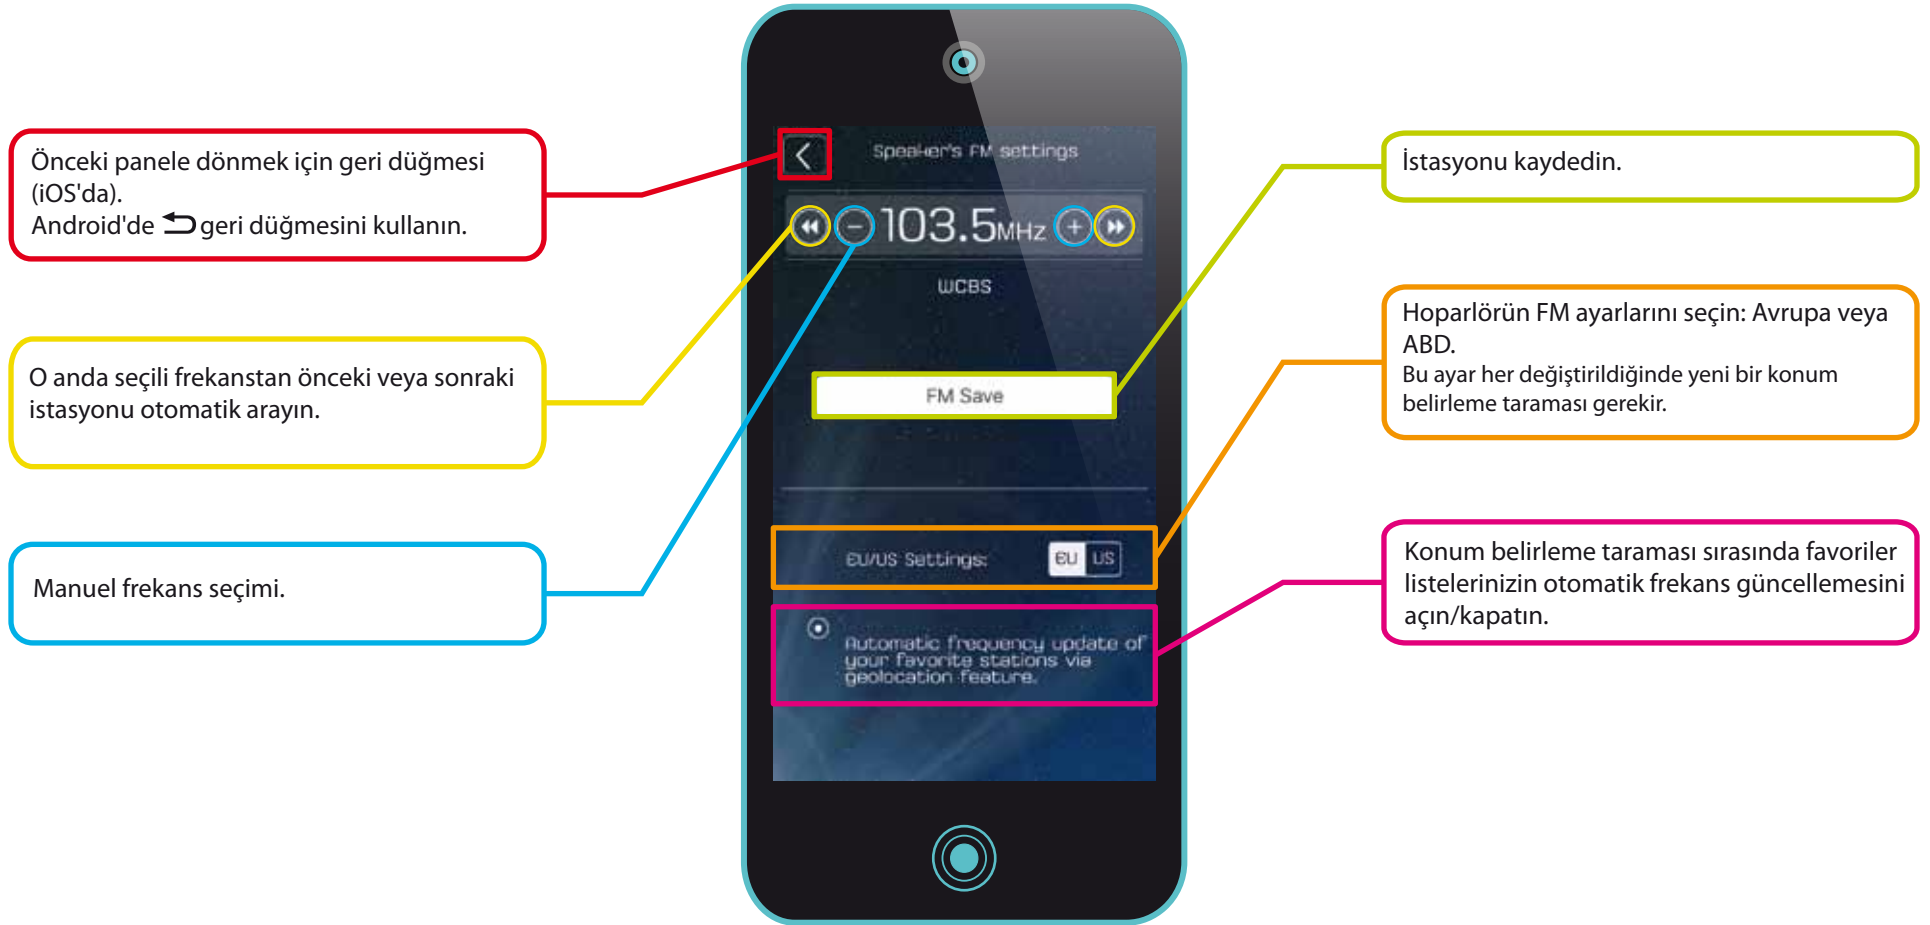 Önceki panele dönmek için geri düğmesi
(iOS'da).
Android'de geri düğmesini kullanın.
O anda seçili frekanstan önceki veya sonraki
istasyonu otomatik arayın.
Manuel frekans seçimi.
Speaker's FM settings
103.5MHz
WCBS
FM Save
EU/US Settings:
EU US
Automatic frequency update of
your favorite stations via
geolocation feature.
İstasyonu kaydedin.
Hoparlörün FM ayarlarını seçin: Avrupa veya
ABD.
Bu ayar her değiştirildiğinde yeni bir konum
belirleme taraması gerekir.
Konum belirleme taraması sırasında favoriler
listelerinizin otomatik frekans güncellemesini
açın/kapatın.